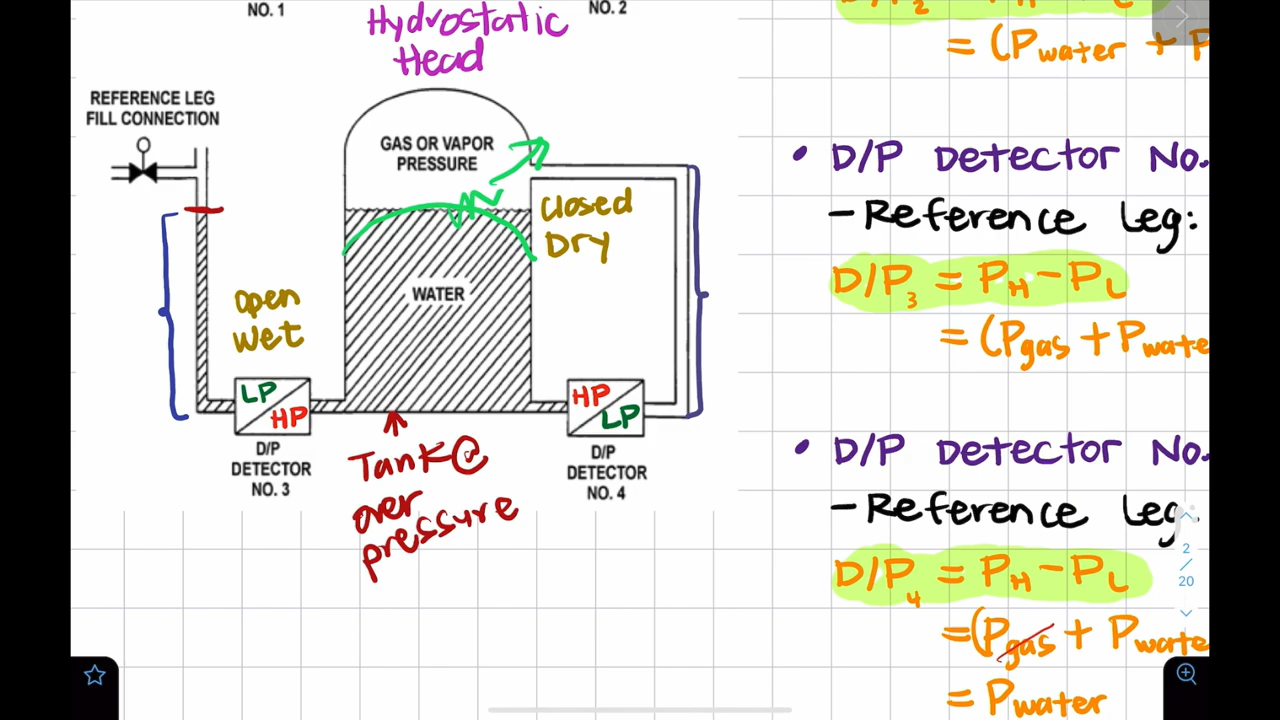 NO. 1
NO. 2
Hydrostatic
Head
REFERENCE LEG
FILL CONNECTION
GAS OR VAPOR
PRESSURE
Closed
Dry
WATER
Open
Wet
LP
HP
HP
LP
D/P
DETECTOR
NO. 3
D/P
DETECTOR
NO. 4
Tank @
over
pressure
= (Pwater + P
• D/P Detector No.
- Reference Leg:
D/P3 = PH - PL
= (Pgas + Pwate
• D/P Detector No.
- Reference Leg:
D/P4 = PH - PL
= (Pgas + Pwate
= Pwater
2
/
20